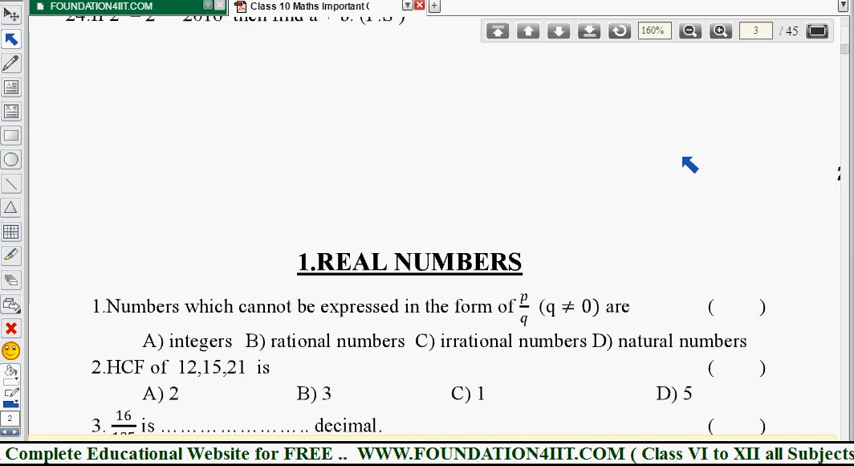 FOUNDATION4IIT.COM
Class 10 Maths Important
160%
3 / 45
1.REAL NUMBERS
1.Numbers which cannot be expressed in the form of p/q (q ≠ 0) are ( )
A) integers B) rational numbers C) irrational numbers D) natural numbers
2.HCF of 12,15,21 is ( )
A) 2 B) 3 C) 1 D) 5
3. 16 is ………………….. decimal. ( )
2
Complete Educational Website for FREE .. WWW.FOUNDATION4IIT.COM ( Class VI to XII all Subjects